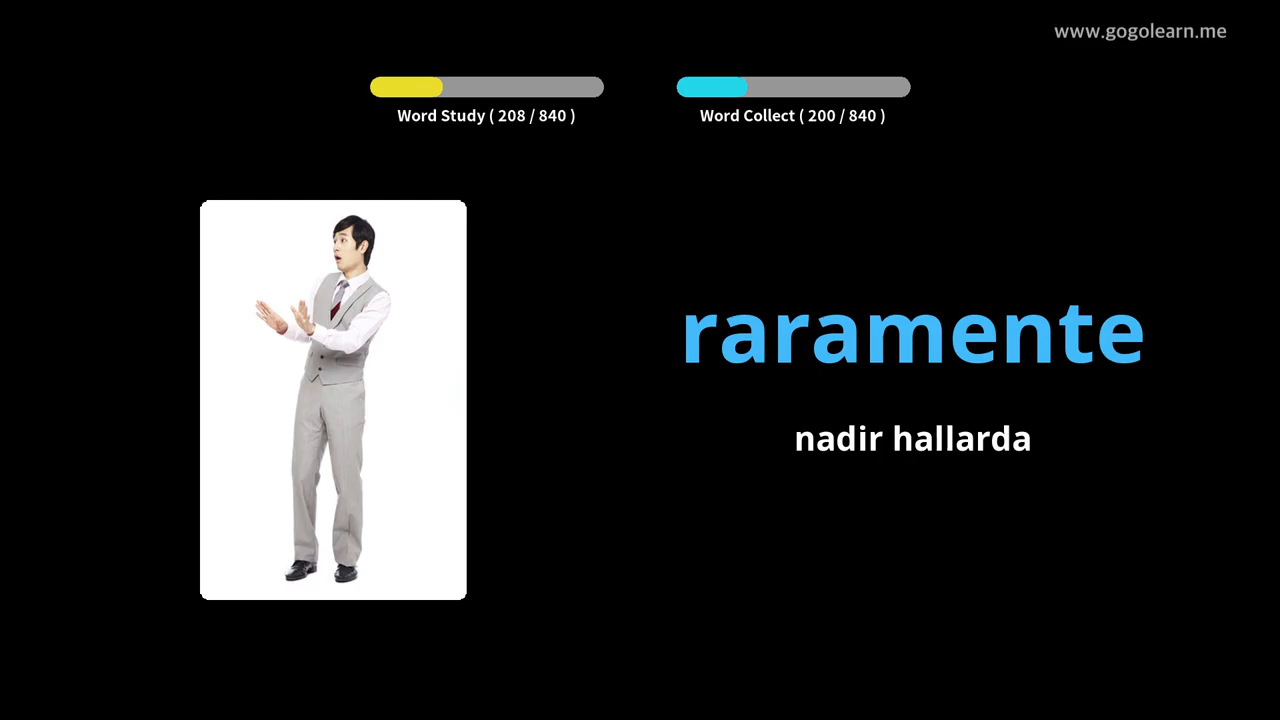 www.gogolearn.me
Word Study ( 208 / 840 )
Word Collect ( 200 / 840 )
raramente
nadir hallarda